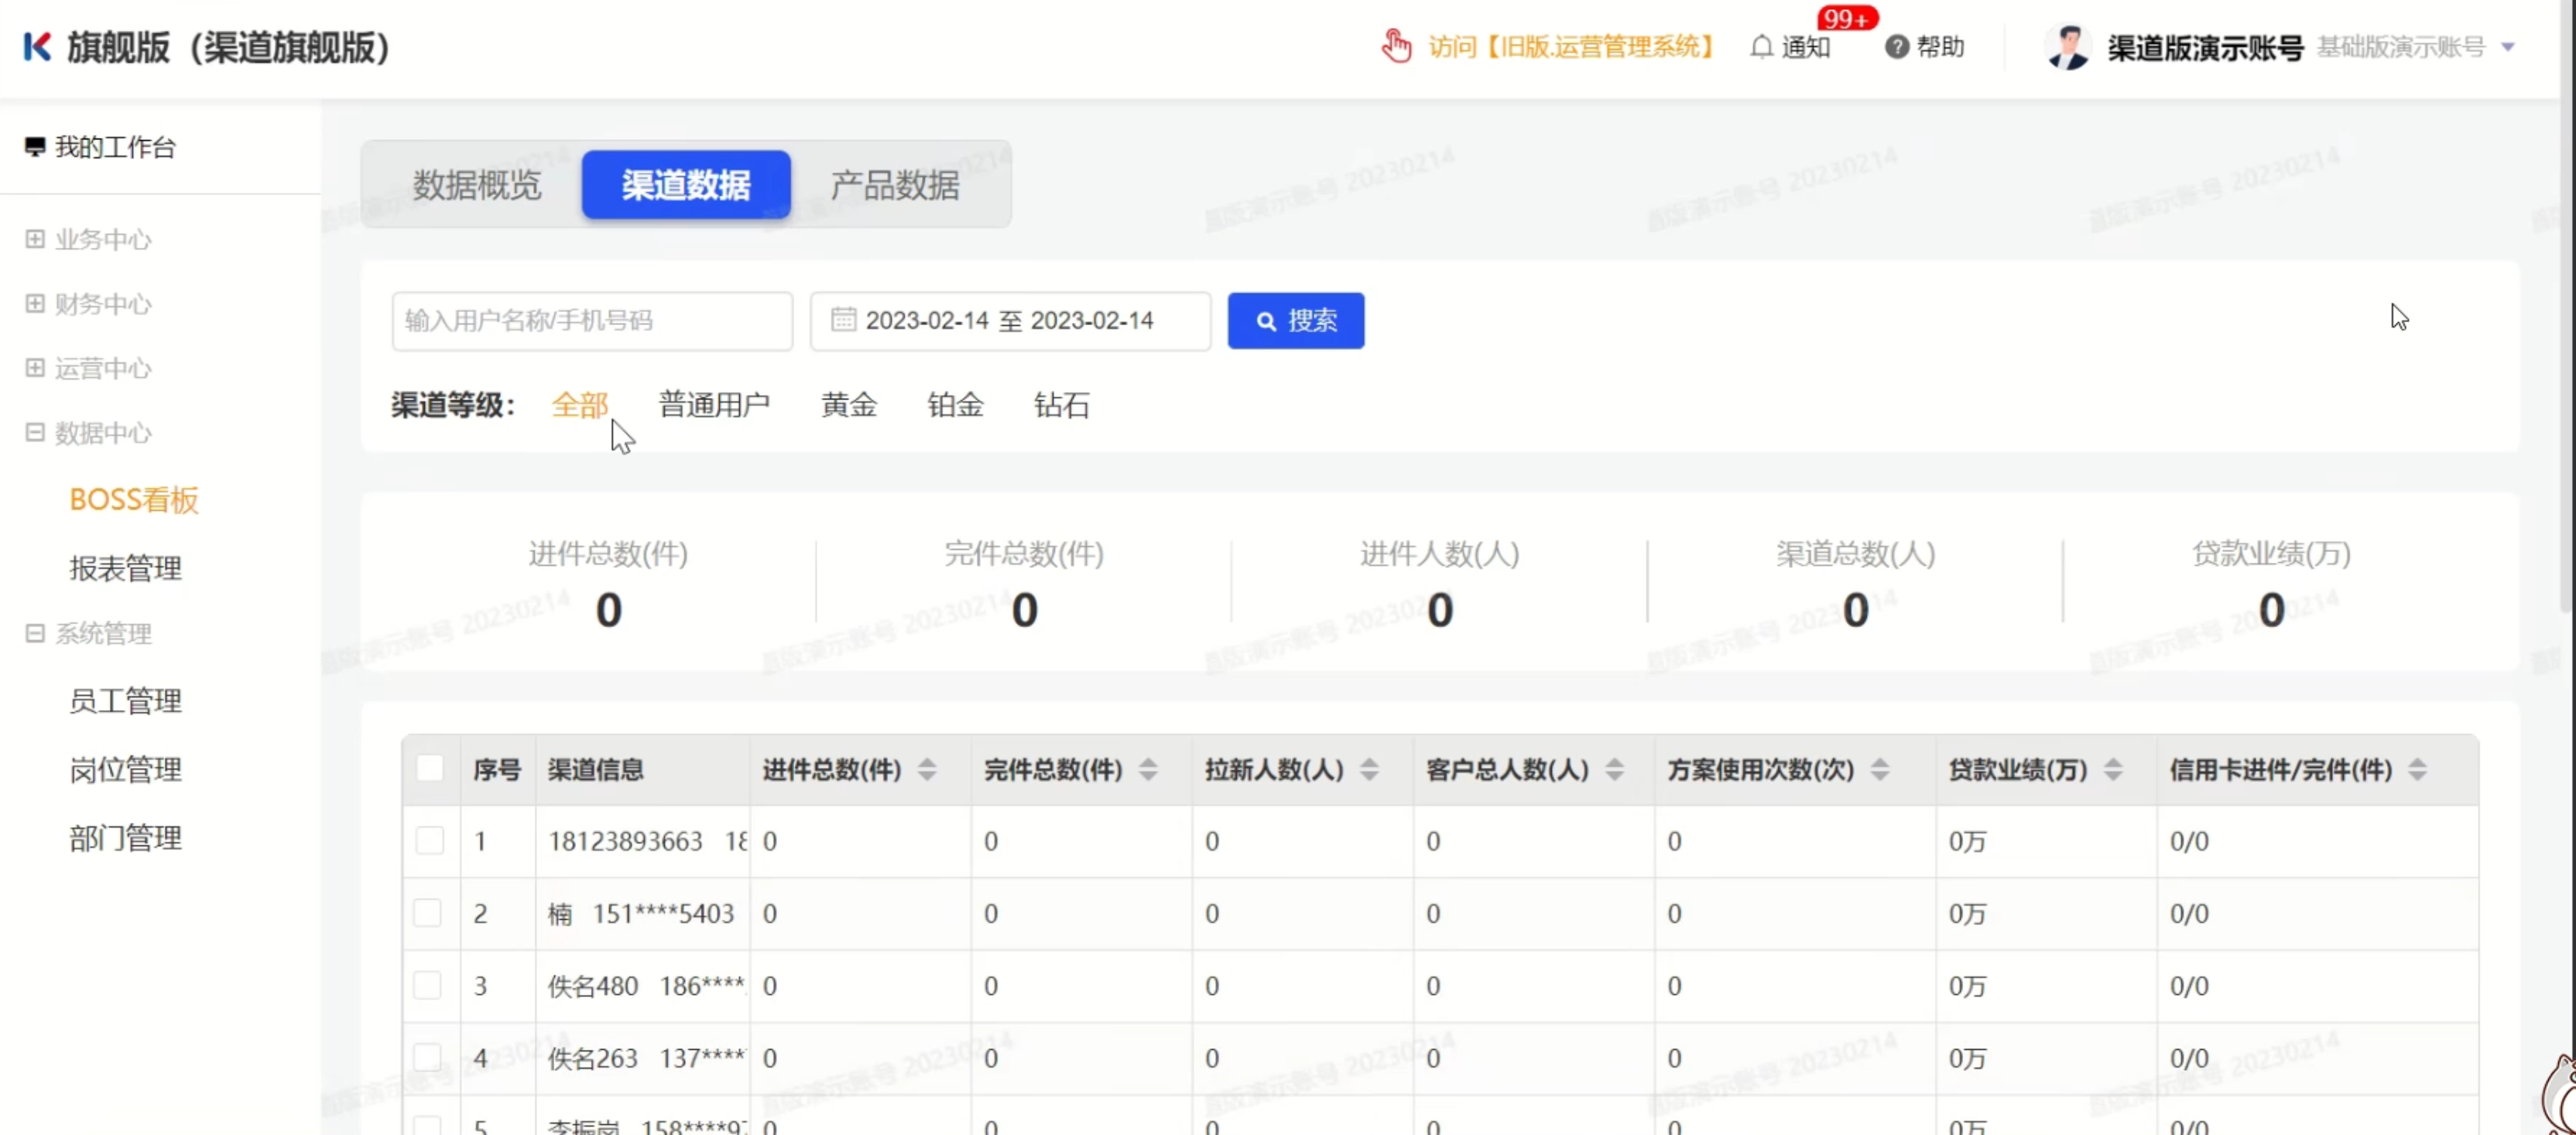 旗舰版（渠道旗舰版）
访问【旧版.运营管理系统】
通知
99+
帮助
渠道版演示账号 基础版演示账号
我的工作台
业务中心
财务中心
运营中心
数据中心
BOSS看板
报表管理
系统管理
员工管理
岗位管理
部门管理
数据概览 渠道数据 产品数据
输入用户名称/手机号码 2023-02-14 至 2023-02-14 搜索
渠道等级： 全部 普通用户 黄金 铂金 钻石
进件总数(件) 完件总数(件) 进件人数(人) 渠道总数(人) 贷款业绩(万)
0 0 0 0 0
序号 渠道信息 进件总数(件) 完件总数(件) 拉新人数(人) 客户总人数(人) 方案使用次数(次) 贷款业绩(万) 信用卡进件/完件(件)
1 18123893663 18 0 0 0 0 0 0万 0/0
2 楠 151****5403 0 0 0 0 0 0万 0/0
3 佚名480 186**** 0 0 0 0 0 0万 0/0
4 佚名263 137**** 0 0 0 0 0 0万 0/0
5 李振岗 158****97 0 0 0 0 0 0万 0/0
版演示账号 20230214